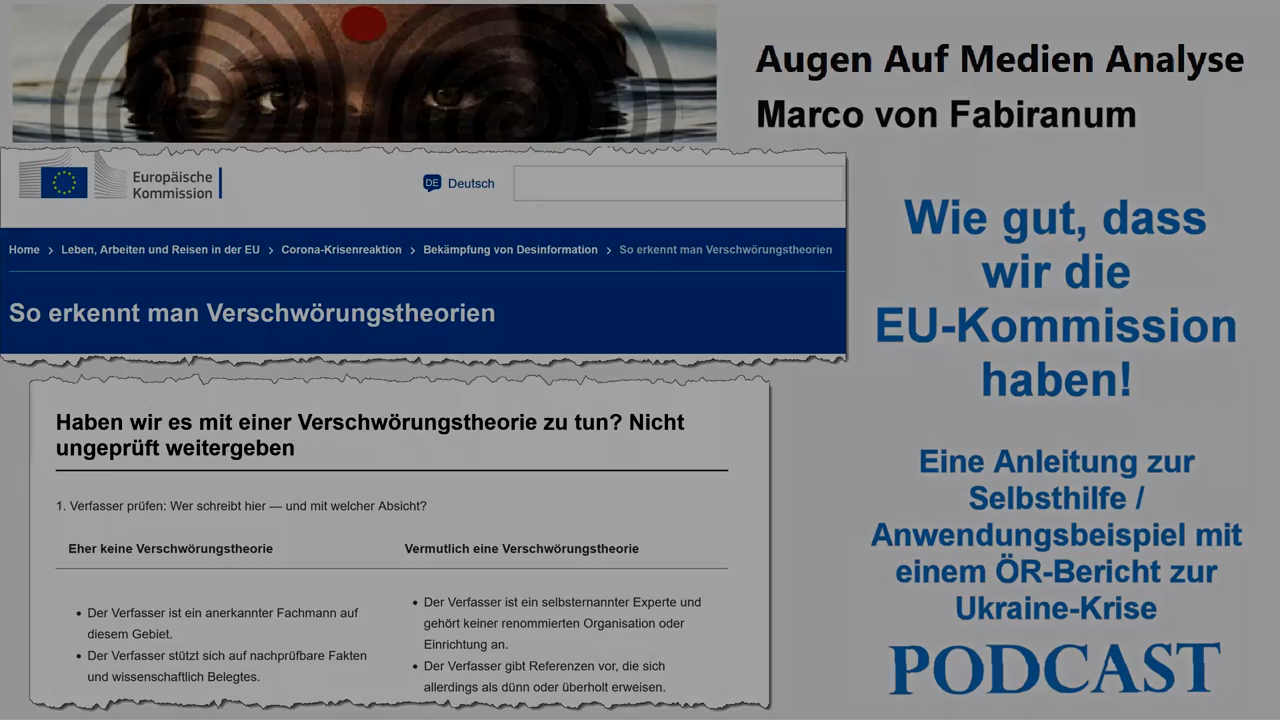 Augen Auf Medien Analyse
Marco von Fabiranum
Europäische
Kommission
DE Deutsch
Home > Leben, Arbeiten und Reisen in der EU > Corona-Krisenreaktion > Bekämpfung von Desinformation > So erkennt man Verschwörungstheorien
So erkennt man Verschwörungstheorien
Haben wir es mit einer Verschwörungstheorie zu tun? Nicht
ungeprüft weitergeben
1. Verfasser prüfen: Wer schreibt hier — und mit welcher Absicht?
Eher keine Verschwörungstheorie
• Der Verfasser ist ein anerkannter Fachmann auf
diesem Gebiet.
• Der Verfasser stützt sich auf nachprüfbare Fakten
und wissenschaftlich Belegtes.
Vermutlich eine Verschwörungstheorie
• Der Verfasser ist ein selbsternannter Experte und
gehört keiner renommierten Organisation oder
Einrichtung an.
• Der Verfasser gibt Referenzen vor, die sich
allerdings als dünn oder überholt erweisen.
Wie gut, dass
wir die
EU-Kommission
haben!
Eine Anleitung zur
Selbsthilfe /
Anwendungsbeispiel mit
einem ÖR-Bericht zur
Ukraine-Krise
PODCAST